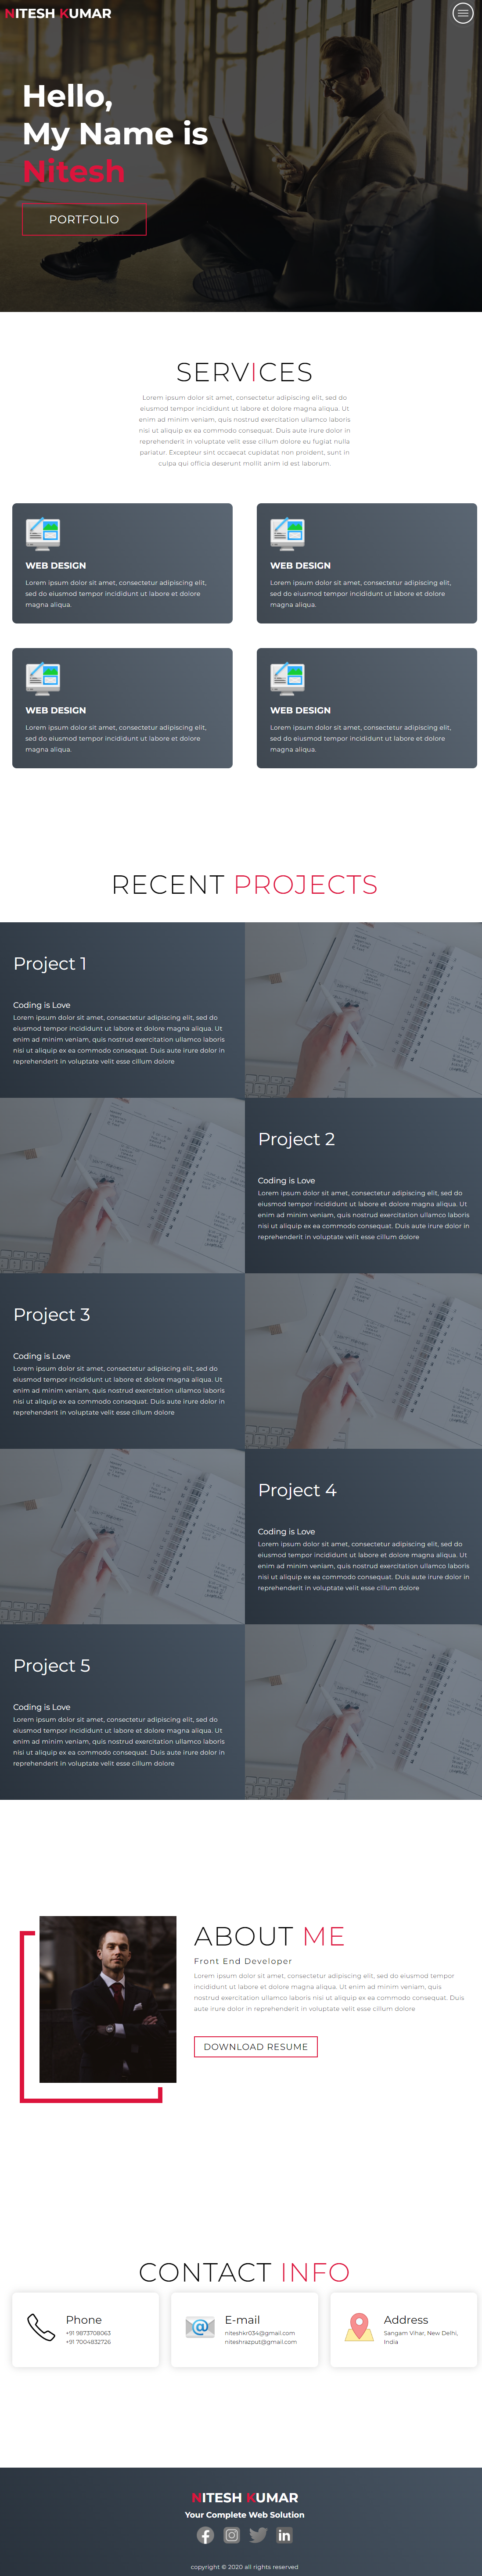 NITESH KUMAR
Hello,
My Name is
Nitesh
PORTFOLIO
SERVICES
Lorem ipsum dolor sit amet, consectetur adipiscing elit, sed do
eiusmod tempor incididunt ut labore et dolore magna aliqua. Ut
enim ad minim veniam, quis nostrud exercitation ullamco laboris
nisi ut aliquip ex ea commodo consequat. Duis aute irure dolor in
reprehenderit in voluptate velit esse cillum dolore eu fugiat nulla
pariatur. Excepteur sint occaecat cupidatat non proident, sunt in
culpa qui officia deserunt mollit anim id est laborum.
WEB DESIGN
Lorem ipsum dolor sit amet, consectetur adipiscing elit,
sed do eiusmod tempor incididunt ut labore et dolore
magna aliqua.
WEB DESIGN
Lorem ipsum dolor sit amet, consectetur adipiscing elit,
sed do eiusmod tempor incididunt ut labore et dolore
magna aliqua.
WEB DESIGN
Lorem ipsum dolor sit amet, consectetur adipiscing elit,
sed do eiusmod tempor incididunt ut labore et dolore
magna aliqua.
WEB DESIGN
Lorem ipsum dolor sit amet, consectetur adipiscing elit,
sed do eiusmod tempor incididunt ut labore et dolore
magna aliqua.
RECENT PROJECTS
Project 1
Coding is Love
Lorem ipsum dolor sit amet, consectetur adipiscing elit, sed do
eiusmod tempor incididunt ut labore et dolore magna aliqua. Ut
enim ad minim veniam, quis nostrud exercitation ullamco laboris
nisi ut aliquip ex ea commodo consequat. Duis aute irure dolor in
reprehenderit in voluptate velit esse cillum dolore
Project 2
Coding is Love
Lorem ipsum dolor sit amet, consectetur adipiscing elit, sed do
eiusmod tempor incididunt ut labore et dolore magna aliqua. Ut
enim ad minim veniam, quis nostrud exercitation ullamco laboris
nisi ut aliquip ex ea commodo consequat. Duis aute irure dolor in
reprehenderit in voluptate velit esse cillum dolore
Project 3
Coding is Love
Lorem ipsum dolor sit amet, consectetur adipiscing elit, sed do
eiusmod tempor incididunt ut labore et dolore magna aliqua. Ut
enim ad minim veniam, quis nostrud exercitation ullamco laboris
nisi ut aliquip ex ea commodo consequat. Duis aute irure dolor in
reprehenderit in voluptate velit esse cillum dolore
Project 4
Coding is Love
Lorem ipsum dolor sit amet, consectetur adipiscing elit, sed do
eiusmod tempor incididunt ut labore et dolore magna aliqua. Ut
enim ad minim veniam, quis nostrud exercitation ullamco laboris
nisi ut aliquip ex ea commodo consequat. Duis aute irure dolor in
reprehenderit in voluptate velit esse cillum dolore
Project 5
Coding is Love
Lorem ipsum dolor sit amet, consectetur adipiscing elit, sed do
eiusmod tempor incididunt ut labore et dolore magna aliqua. Ut
enim ad minim veniam, quis nostrud exercitation ullamco laboris
nisi ut aliquip ex ea commodo consequat. Duis aute irure dolor in
reprehenderit in voluptate velit esse cillum dolore
ABOUT ME
Front End Developer
Lorem ipsum dolor sit amet, consectetur adipiscing elit, sed do eiusmod tempor
incididunt ut labore et dolore magna aliqua. Ut enim ad minim veniam, quis
nostrud exercitation ullamco laboris nisi ut aliquip ex ea commodo consequat. Duis
aute irure dolor in reprehenderit in voluptate velit esse cillum dolore
DOWNLOAD RESUME
CONTACT INFO
Phone
+91 9873708063
+91 7004832726
E-mail
niteshkr034@gmail.com
niteshrazput@gmail.com
Address
Sangam Vihar, New Delhi,
India
NITESH KUMAR
Your Complete Web Solution
copyright © 2020 all rights reserved